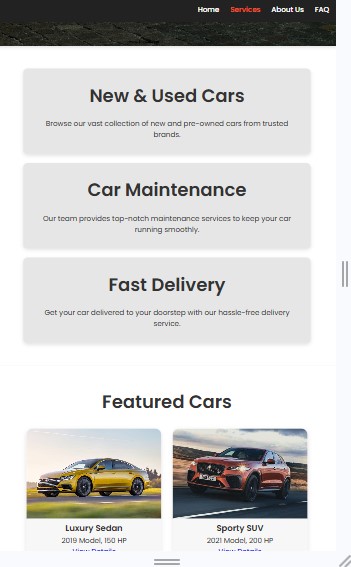 Home Services About Us FAQ
New & Used Cars
Browse our vast collection of new and pre-owned cars from trusted
brands.
Car Maintenance
Our team provides top-notch maintenance services to keep your car
running smoothly.
Fast Delivery
Get your car delivered to your doorstep with our hassle-free delivery
service.
Featured Cars
Luxury Sedan Sporty SUV
2019 Model, 150 HP 2021 Model, 200 HP
View Details View Details